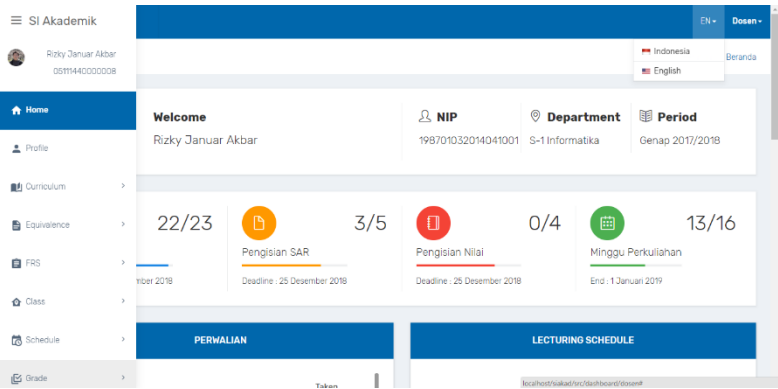 SI Akademik
EN
Dosen
Rizky Januar Akbar
05111440000008
Indonesia
English
Beranda
Home
Profile
Curriculum
Equivalence
FRS
Class
Schedule
Grade
Welcome
Rizky Januar Akbar
NIP
198701032014041001
Department
S-1 Informatika
Period
Genap 2017/2018
22/23
mber 2018
3/5
Pengisian SAR
Deadline : 25 Desember 2018
0/4
Pengisian Nilai
Deadline : 25 Desember 2018
13/16
Minggu Perkuliahan
End : 1 Januari 2019
PERWALIAN
Taken
LECTURING SCHEDULE
localhost/siakad/src/dashboard/dosen#